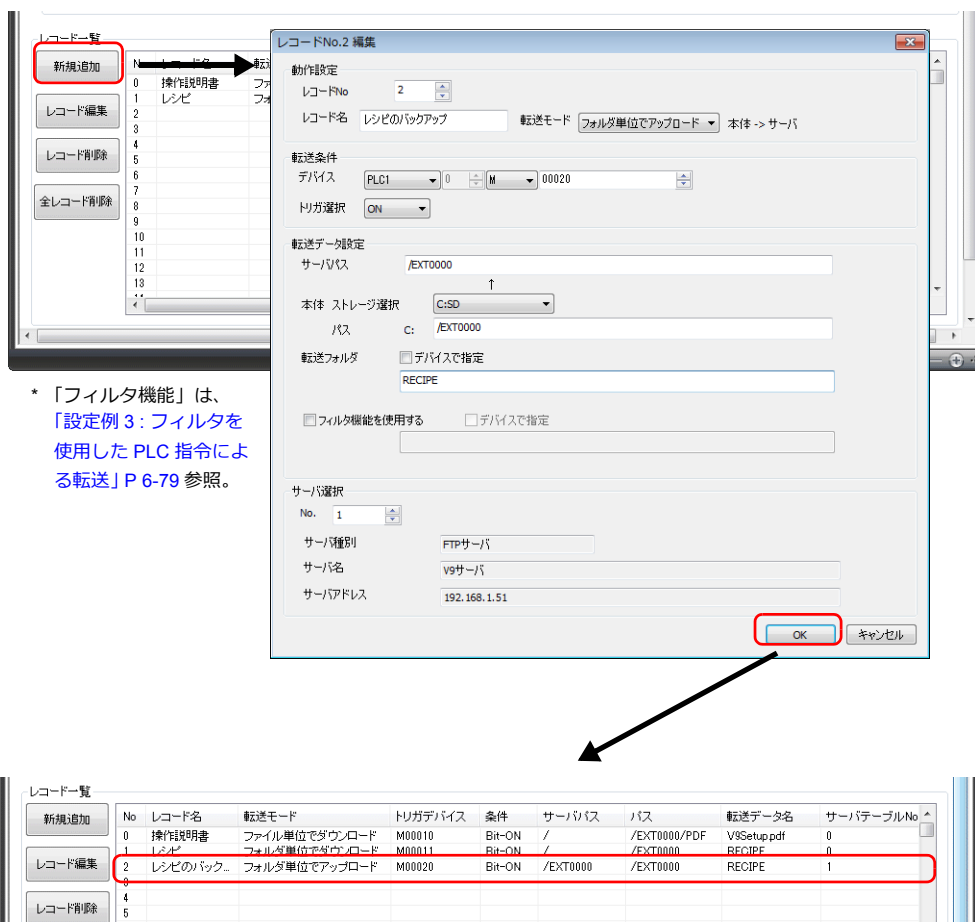 レコード一覧
新規追加
レコード編集
レコード削除
全レコード削除
0 操作説明書
1 レシピ
2
3
4
5
6
7
8
9
10
11
12
13
レコードNo.2 編集
動作設定
レコードNo 2
レコード名 レシピのバックアップ 転送モード フォルダ単位でアップロード 本体 -> サーバ
転送条件
デバイス PLC1 0 M 00020
トリガ選択 ON
転送データ設定
サーバパス /EXT0000
↑
本体 ストレージ選択 C:SD
パス C: /EXT0000
転送フォルダ デバイスで指定
RECIPE
フィルタ機能を使用する デバイスで指定
サーバ選択
No. 1
サーバ種別 FTPサーバ
サーバ名 V9サーバ
サーバアドレス 192.168.1.51
OK キャンセル
* 「フィルタ機能」は、
「設定例 3 : フィルタを
使用した PLC 指令によ
る転送」P 6-79 参照。
レコード一覧
新規追加
レコード編集
レコード削除
No レコード名 転送モード トリガデバイス 条件 サーバパス パス 転送データ名 サーバテーブルNo
0 操作説明書 ファイル単位でダウンロード M00010 Bit-ON / /EXT0000/PDF V9Setup.pdf 0
1 レシピ フォルダ単位でダウンロード M00011 Bit-ON / /EXT0000 RECIPE 0
2 レシピのバック... フォルダ単位でアップロード M00020 Bit-ON /EXT0000 /EXT0000 RECIPE 1
3
4
5